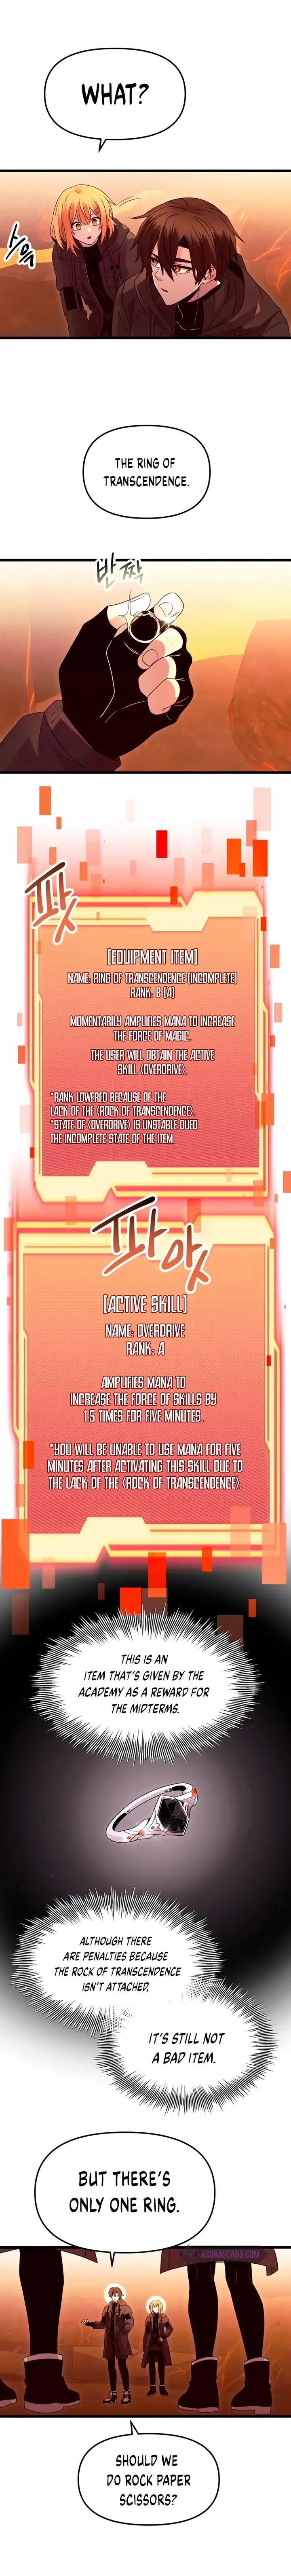 WHAT?
스윽
THE RING OF
TRANSCENDENCE.
반짝
파앗
[EQUIPMENT ITEM]
NAME: RING OF TRANSCENDENCE (INCOMPLETE)
RANK: B (A)
MOMENTARILY AMPLIFIES MANA TO INCREASE
THE FORCE OF MAGIC.
THE USER WILL OBTAIN THE ACTIVE
SKILL <OVERDRIVE>.
*RANK LOWERED BECAUSE OF THE
LACK OF THE <ROCK OF TRANSCENDENCE>.
*STATE OF <OVERDRIVE> IS UNSTABLE DUED
THE INCOMPLETE STATE OF THE ITEM.
파앗
[ACTIVE SKILL]
NAME: OVERDRIVE
RANK: A
AMPLIFIES MANA TO
INCREASE THE FORCE OF SKILLS BY
1.5 TIMES FOR FIVE MINUTES.
*YOU WILL BE UNABLE TO USE MANA FOR FIVE
MINUTES AFTER ACTIVATING THIS SKILL DUE TO
THE LACK OF THE <ROCK OF TRANSCENDENCE>.
THIS IS AN
ITEM THAT'S GIVEN BY THE
ACADEMY AS A REWARD FOR
THE MIDTERMS.
ALTHOUGH THERE
ARE PENALTIES BECAUSE
THE ROCK OF TRANSCENDENCE
ISN'T ATTACHED,
IT'S STILL NOT
A BAD ITEM.
BUT THERE'S
ONLY ONE RING.
ASURASCANS.COM
SHOULD WE
DO ROCK PAPER
SCISSORS?